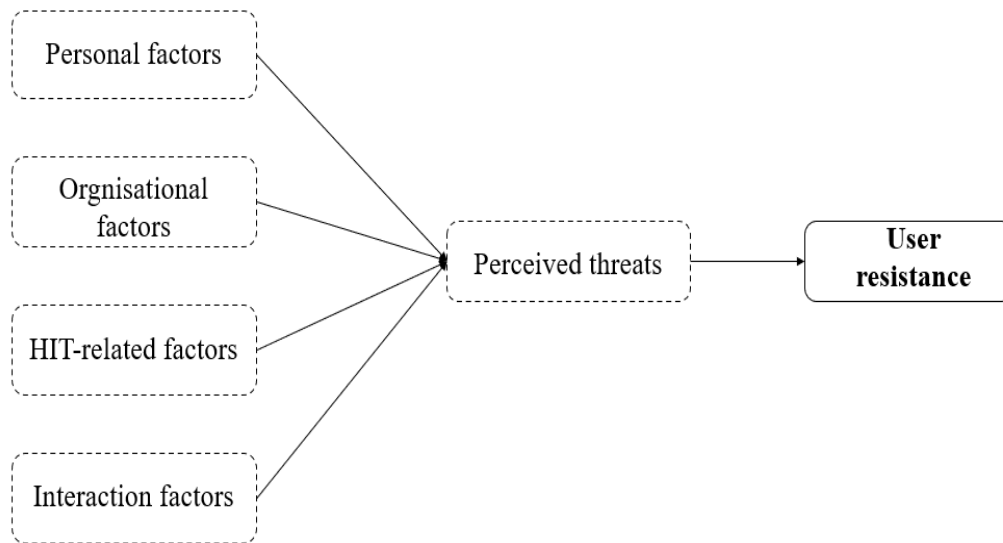 Personal factors
Orgnisational
factors
HIT-related factors
Interaction factors
Perceived threats
User
resistance